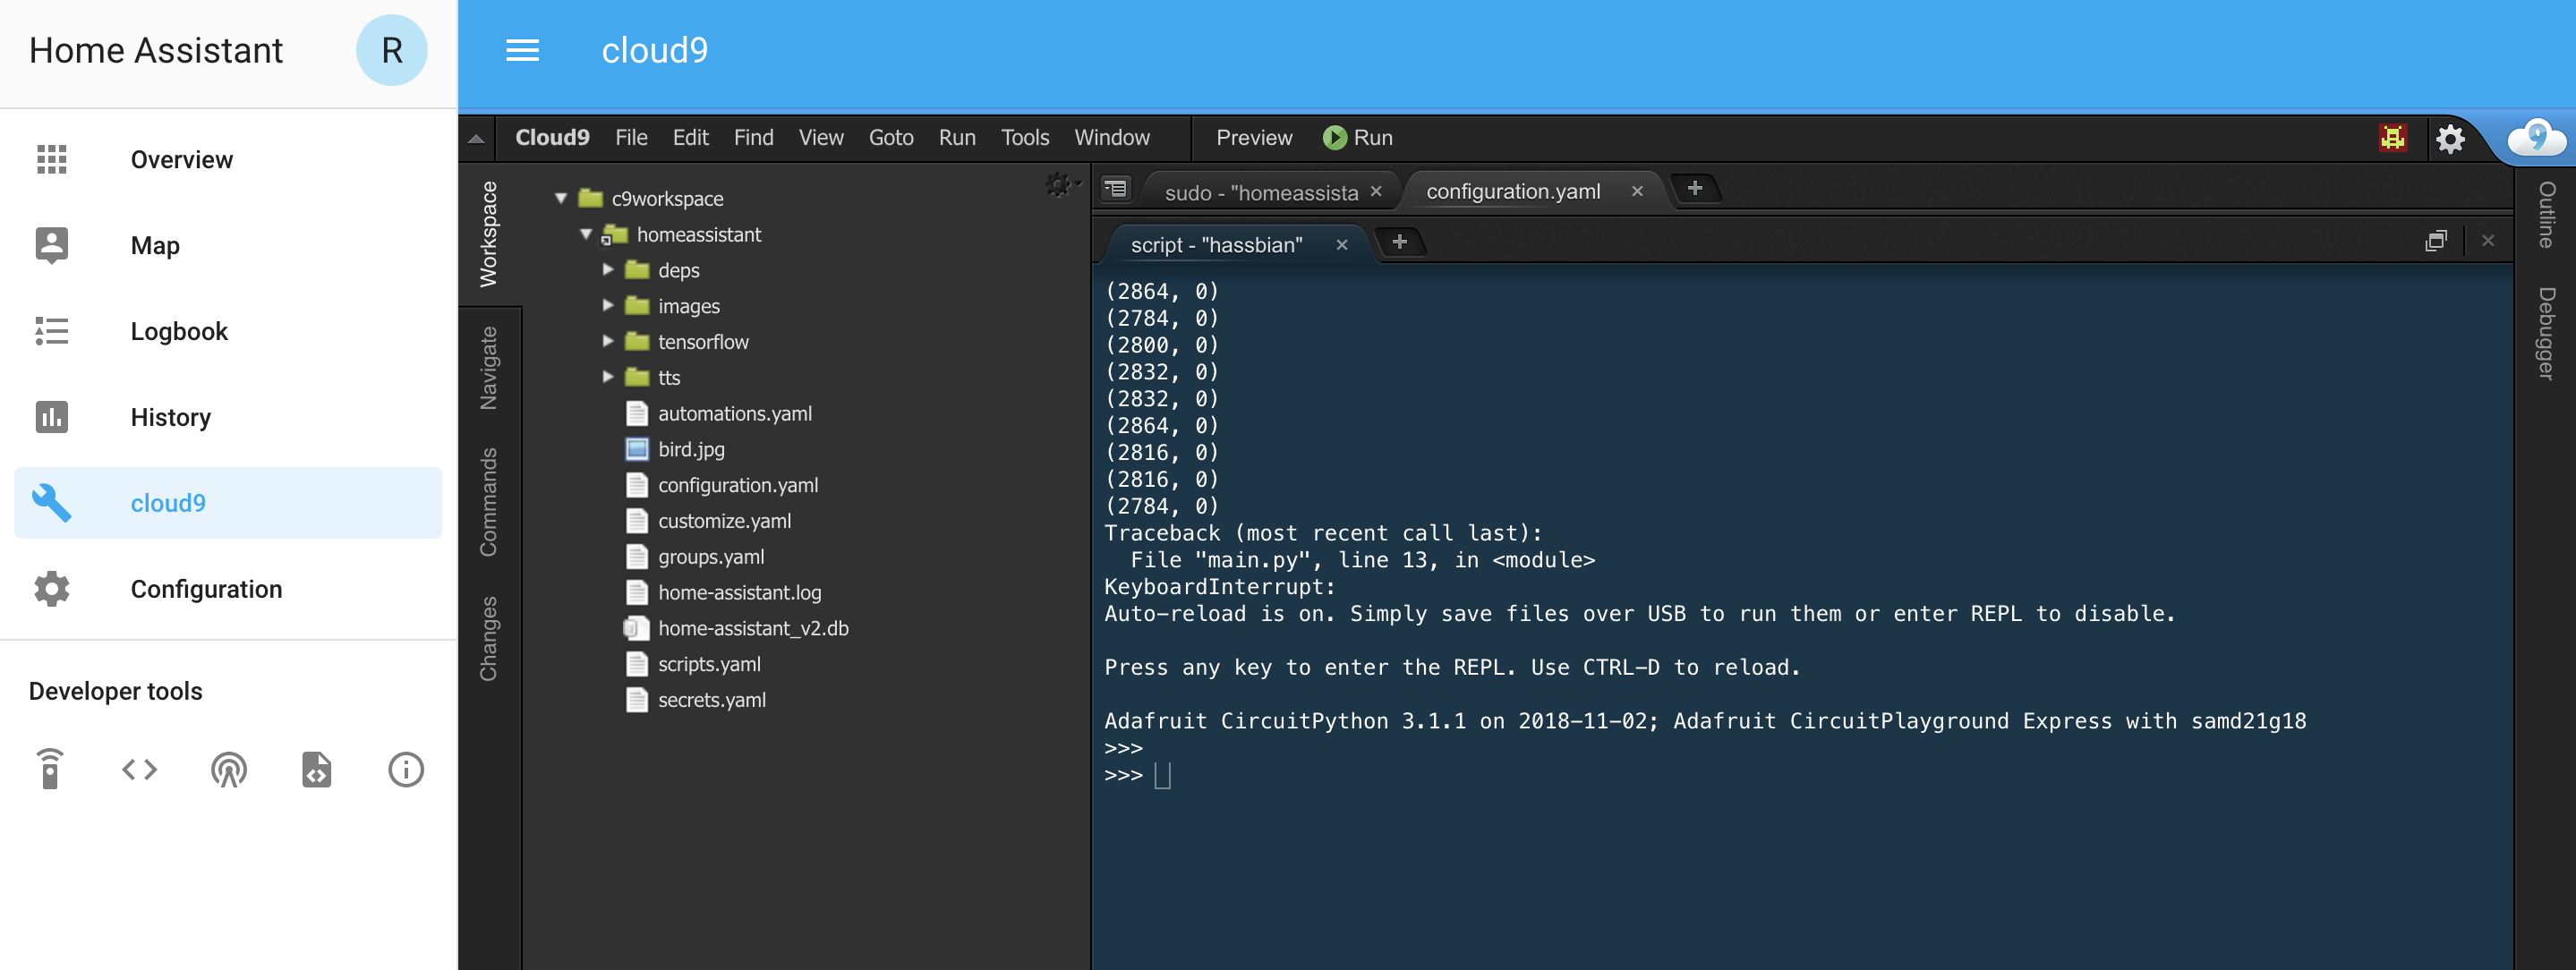 Home Assistant
R
Overview
Map
Logbook
History
cloud9
Configuration
Developer tools
cloud9
Cloud9 File Edit Find View Goto Run Tools Window Preview Run
9
Workspace
Navigate
Commands
Changes
c9workspace
homeassistant
deps
images
tensorflow
tts
automations.yaml
bird.jpg
configuration.yaml
customize.yaml
groups.yaml
home-assistant.log
home-assistant_v2.db
scripts.yaml
secrets.yaml
sudo - "homeassista
configuration.yaml
script - "hassbian"
(2864, 0)
(2784, 0)
(2800, 0)
(2832, 0)
(2832, 0)
(2864, 0)
(2816, 0)
(2816, 0)
(2784, 0)
Traceback (most recent call last):
  File "main.py", line 13, in <module>
KeyboardInterrupt:
Auto-reload is on. Simply save files over USB to run them or enter REPL to disable.
Press any key to enter the REPL. Use CTRL-D to reload.
Adafruit CircuitPython 3.1.1 on 2018-11-02; Adafruit CircuitPlayground Express with samd21g18
>>>
>>>
Outline
Debugger